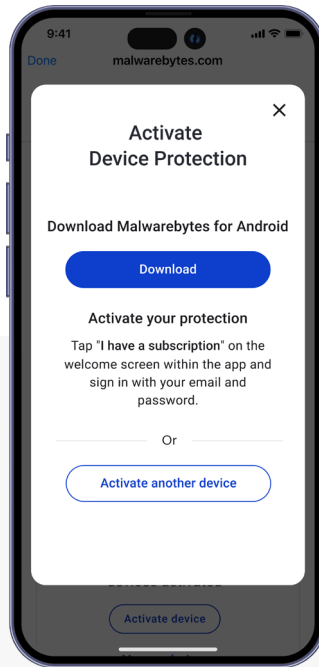 9:41
Done
malwarebytes.com
Activate
Device Protection
Download Malwarebytes for Android
Download
Activate your protection
Tap "I have a subscription" on the
welcome screen within the app and
sign in with your email and
password.
Or
Activate another device
Activate device